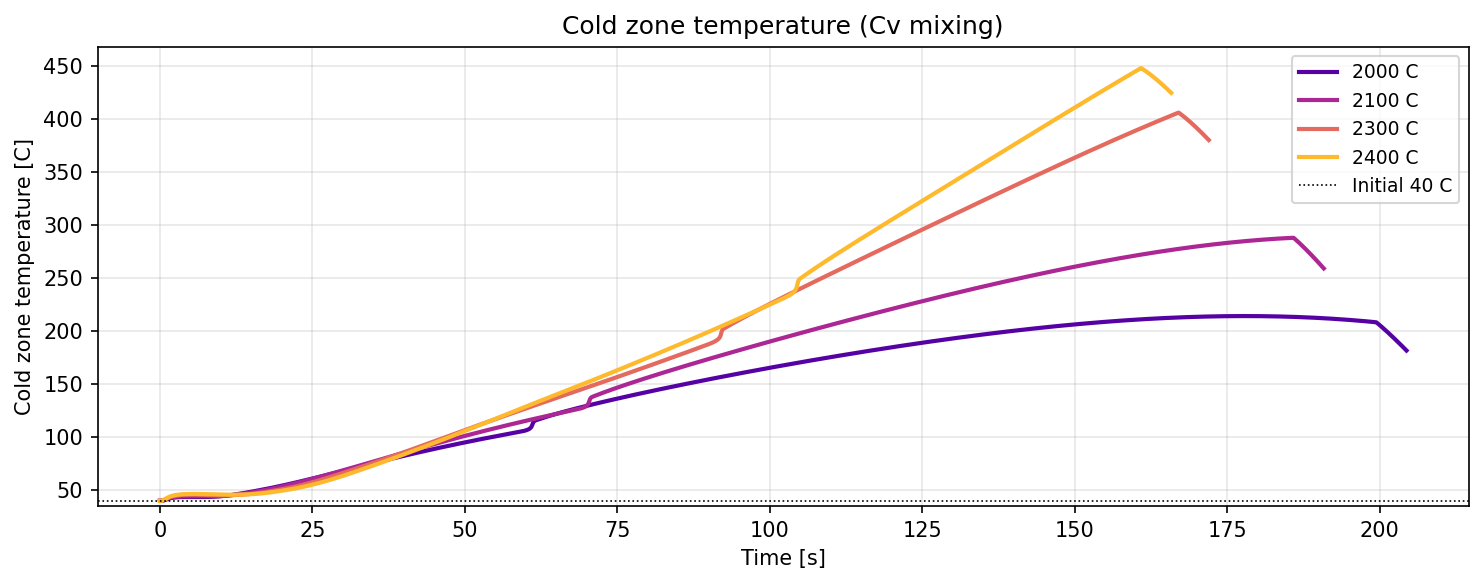 Cold zone temperature (Cv mixing)
Cold zone temperature [C]
450
400
350
300
250
200
150
100
50
2000 C
2100 C
2300 C
2400 C
Initial 40 C
0 25 50 75 100 125 150 175 200
Time [s]